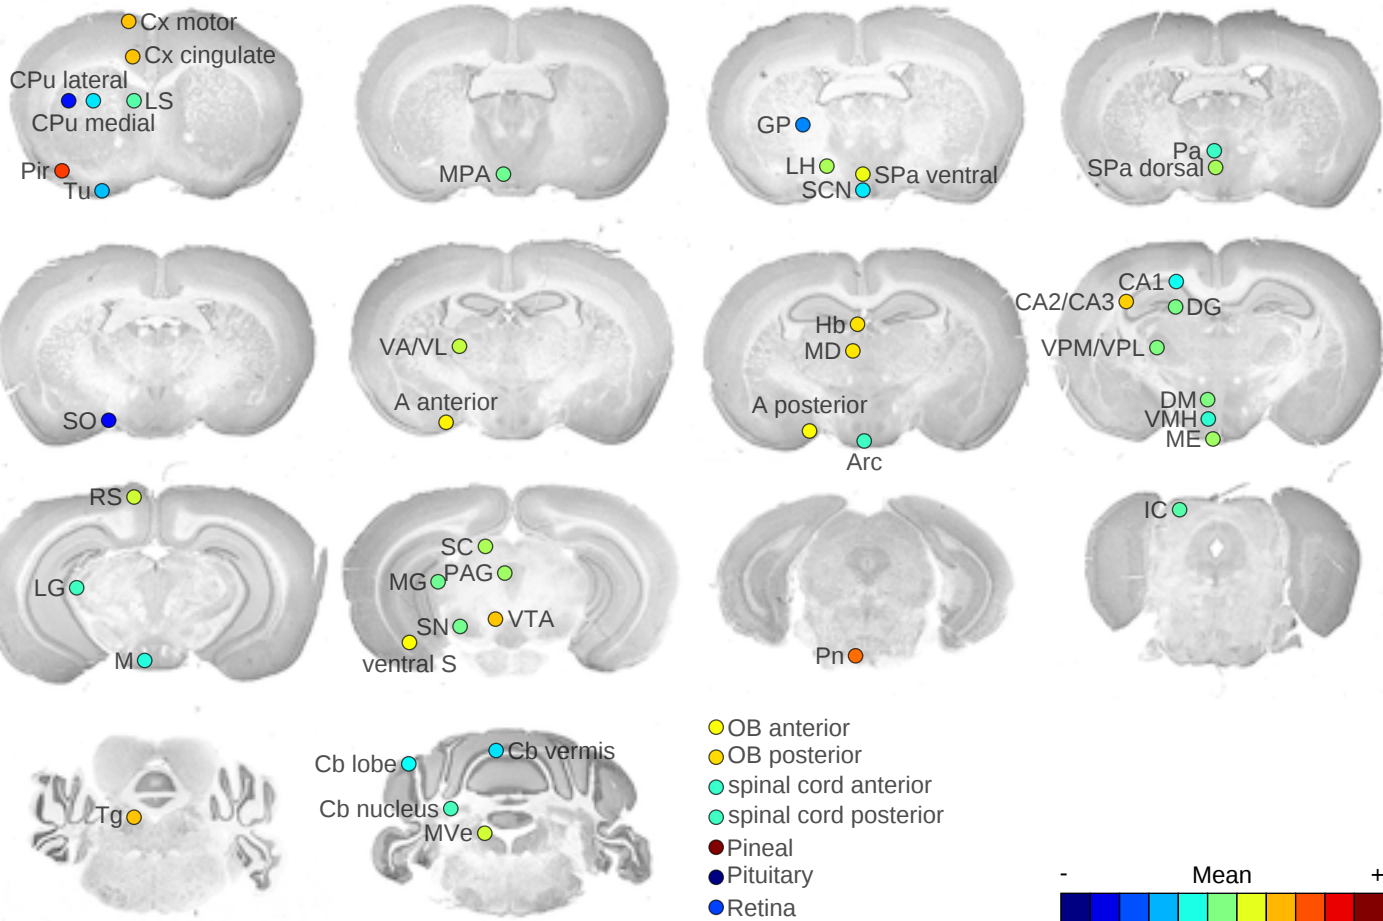 Cx motor
Cx cingulate
CPu lateral
LS
CPu medial
Pir
Tu
MPA
GP
LH
SPa ventral
SCN
Pa
SPa dorsal
SO
VA/VL
A anterior
Hb
MD
A posterior
Arc
CA1
CA2/CA3
DG
VPM/VPL
DM
VMH
ME
RS
LG
M
SC
MG
PAG
SN
VTA
ventral S
Pn
IC
Tg
Cb lobe
Cb vermis
Cb nucleus
MVe
OB anterior
OB posterior
spinal cord anterior
spinal cord posterior
Pineal
Pituitary
Retina
- Mean +